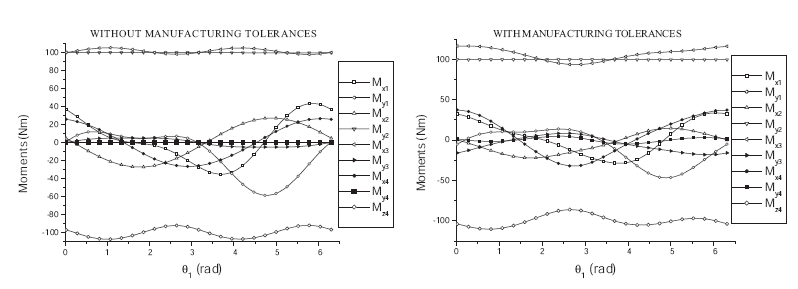 WITHOUT MANUFACTURING TOLERANCES
Moments (Nm)
100
80
60
40
20
0
-20
-40
-60
-80
-100
0 1 2 3 4 5 6
θ1 (rad)
Mx1
My1
Mx2
My2
Mx3
My3
Mx4
My4
Mz4
WITH MANUFACTURING TOLERANCES
Moments (Nm)
100
50
0
-50
-100
0 1 2 3 4 5 6
θ1 (rad)
Mx1
My1
Mx2
My2
Mx3
My3
Mx4
My4
Mz4